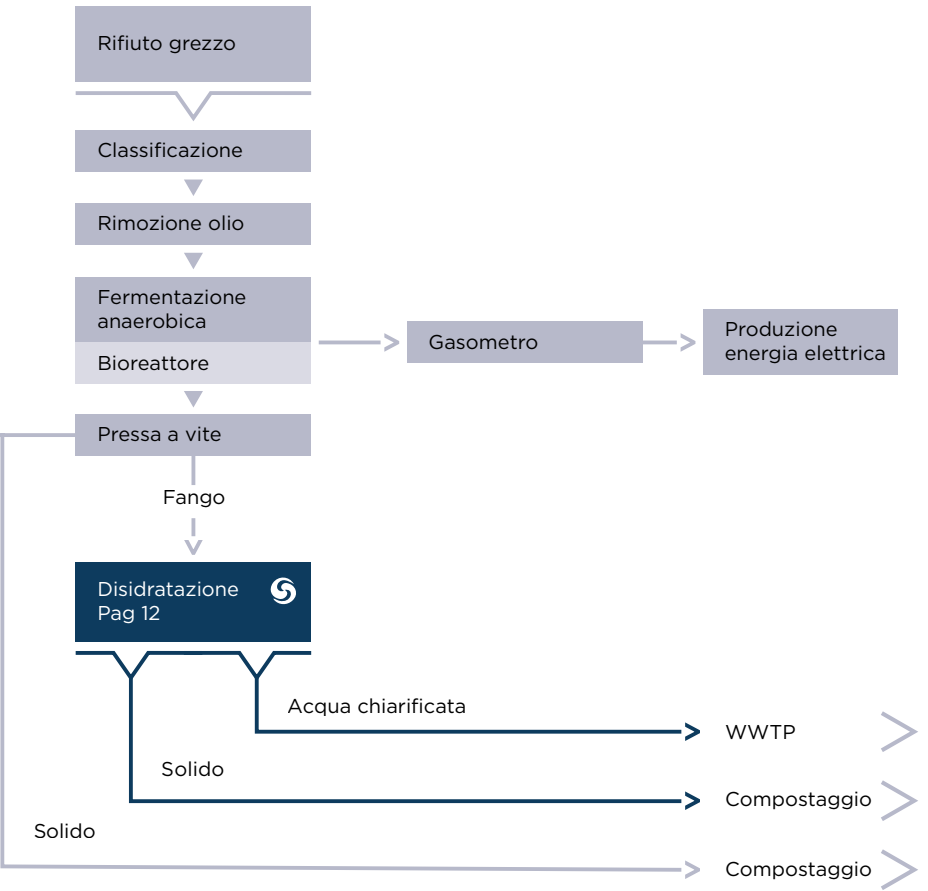 Rifiuto grezzo
Classificazione
Rimozione olio
Fermentazione
anaerobica
Bioreattore
Gasometro
Produzione
energia elettrica
Pressa a vite
Fango
Disidratazione
Pag 12
Acqua chiarificata
WWTP
Solido
Compostaggio
Solido
Compostaggio